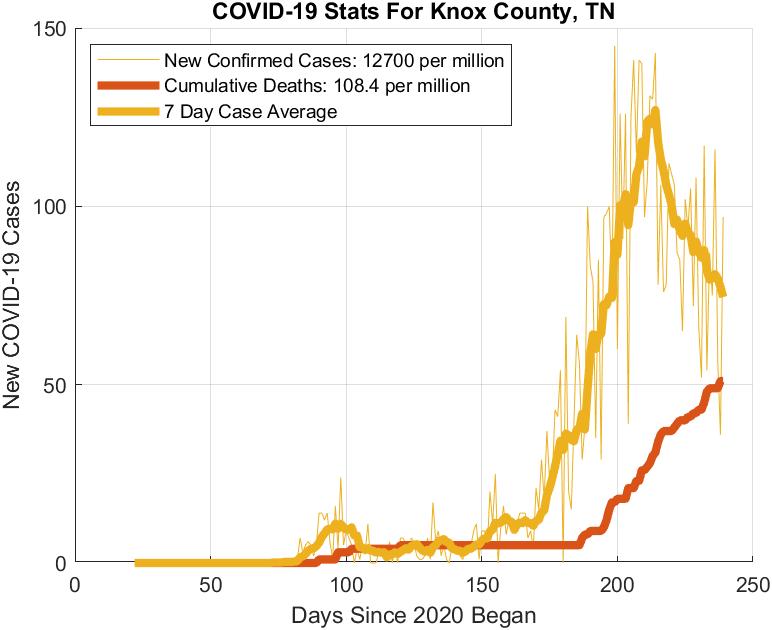 COVID-19 Stats For Knox County, TN
New Confirmed Cases: 12700 per million
Cumulative Deaths: 108.4 per million
7 Day Case Average
New COVID-19 Cases
150
100
50
0
0 50 100 150 200 250
Days Since 2020 Began